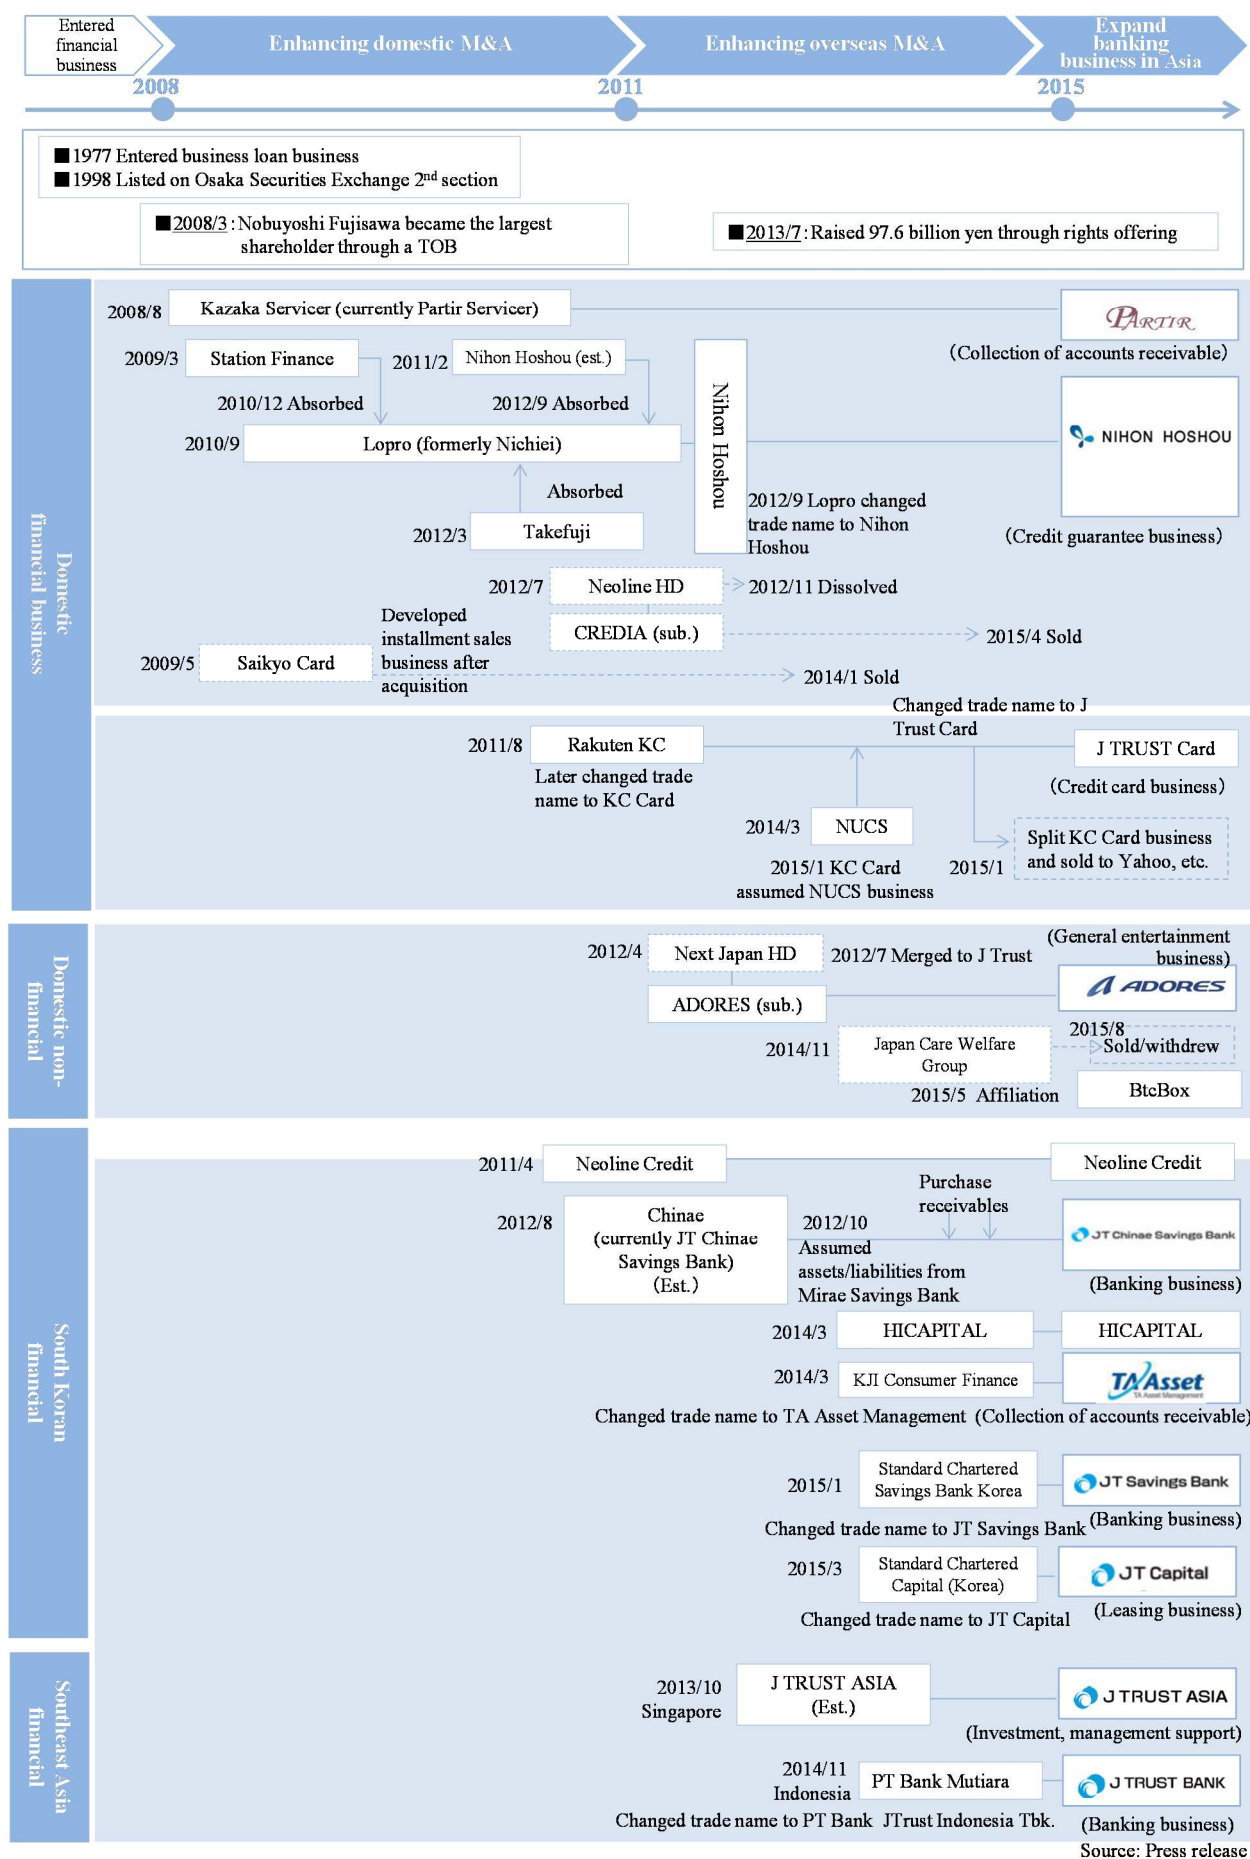 Entered
financial
business
Enhancing domestic M&A
Enhancing overseas M&A
Expand
banking
business in Asia
2008
2011
2015
■1977 Entered business loan business
■1998 Listed on Osaka Securities Exchange 2nd section
■2008/3 : Nobuyoshi Fujisawa became the largest
shareholder through a TOB
■2013/7 : Raised 97.6 billion yen through rights offering
Domestic
financial business
2008/8
Kazaka Servicer (currently Partir Servicer)
PARTIR
(Collection of accounts receivable)
2009/3
Station Finance
2011/2
Nihon Hoshou (est.)
2010/12 Absorbed
2012/9 Absorbed
Nihon Hoshou
NIHON HOSHOU
2010/9
Lopro (formerly Nichiei)
Absorbed
2012/9 Lopro changed
trade name to Nihon
Hoshou
2012/3
Takefuji
(Credit guarantee business)
2012/7
Neoline HD
2012/11 Dissolved
CREDIA (sub.)
2015/4 Sold
Developed
installment sales
business after
acquisition
2009/5
Saikyo Card
2014/1 Sold
Changed trade name to J
Trust Card
2011/8
Rakuten KC
J TRUST Card
Later changed trade
name to KC Card
(Credit card business)
2014/3
NUCS
2015/1 KC Card
assumed NUCS business
2015/1
Split KC Card business
and sold to Yahoo, etc.
Domestic non-
financial
2012/4
Next Japan HD
2012/7 Merged to J Trust
(General entertainment
business)
ADORES (sub.)
ADORES
2014/11
Japan Care Welfare
Group
2015/8
Sold/withdrew
2015/5 Affiliation
BtcBox
South Koran
financial
2011/4
Neoline Credit
Neoline Credit
Purchase
receivables
2012/8
Chinae
(currently JT Chinae
Savings Bank)
(Est.)
2012/10
Assumed
assets/liabilities from
Mirae Savings Bank
JT Chinae Savings Bank
(Banking business)
2014/3
HICAPITAL
HICAPITAL
2014/3
KJI Consumer Finance
TA Asset
TA Asset Management
Changed trade name to TA Asset Management (Collection of accounts receivable)
2015/1
Standard Chartered
Savings Bank Korea
JT Savings Bank
Changed trade name to JT Savings Bank
(Banking business)
2015/3
Standard Chartered
Capital (Korea)
JT Capital
Changed trade name to JT Capital
(Leasing business)
Southeast Asia
financial
2013/10
Singapore
J TRUST ASIA
(Est.)
J TRUST ASIA
(Investment, management support)
2014/11
Indonesia
PT Bank Mutiara
J TRUST BANK
Changed trade name to PT Bank JTrust Indonesia Tbk.
(Banking business)
Source: Press release